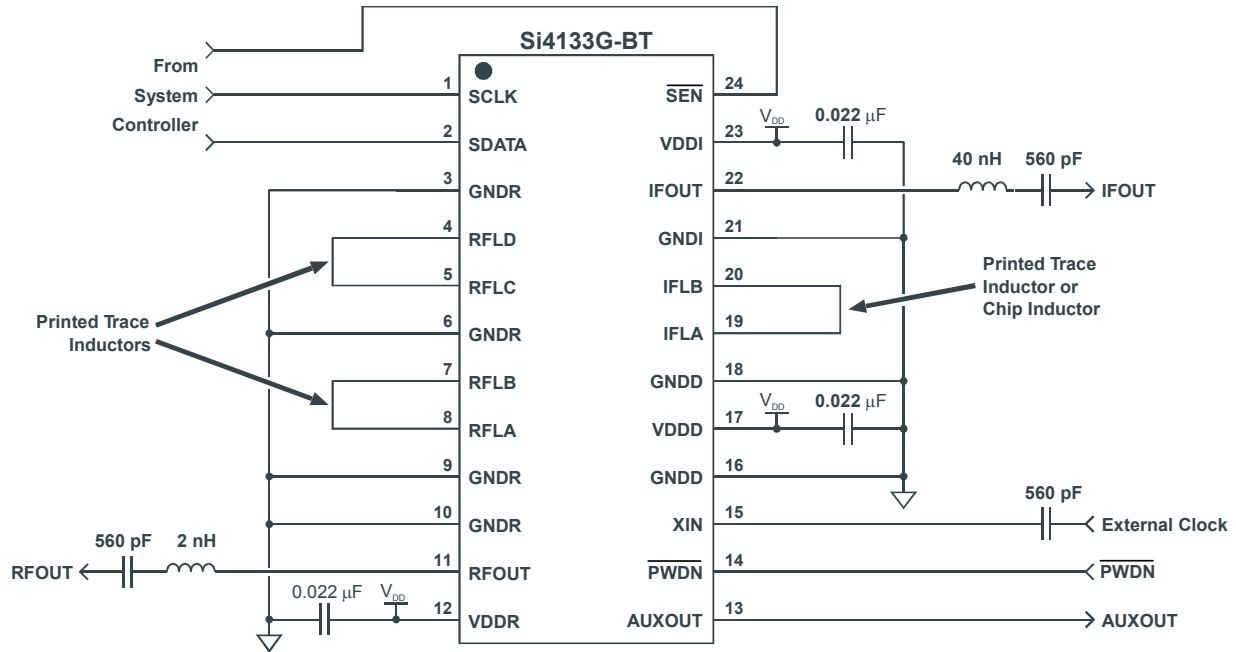 Si4133G-BT
From
System
Controller
1
SCLK
2
SDATA
3
GNDR
4
RFLD
5
RFLC
6
GNDR
7
RFLB
8
RFLA
9
GNDR
10
GNDR
11
RFOUT
12
VDDR
24
SEN
23
VDDI
22
IFOUT
21
GNDI
20
IFLB
19
IFLA
18
GNDD
17
VDDD
16
GNDD
15
XIN
14
PWDN
13
AUXOUT
Printed Trace
Inductors
560 pF
2 nH
RFOUT
0.022 μF
VDD
VDD
0.022 μF
40 nH
560 pF
IFOUT
Printed Trace
Inductor or
Chip Inductor
VDD
0.022 μF
560 pF
External Clock
PWDN
AUXOUT